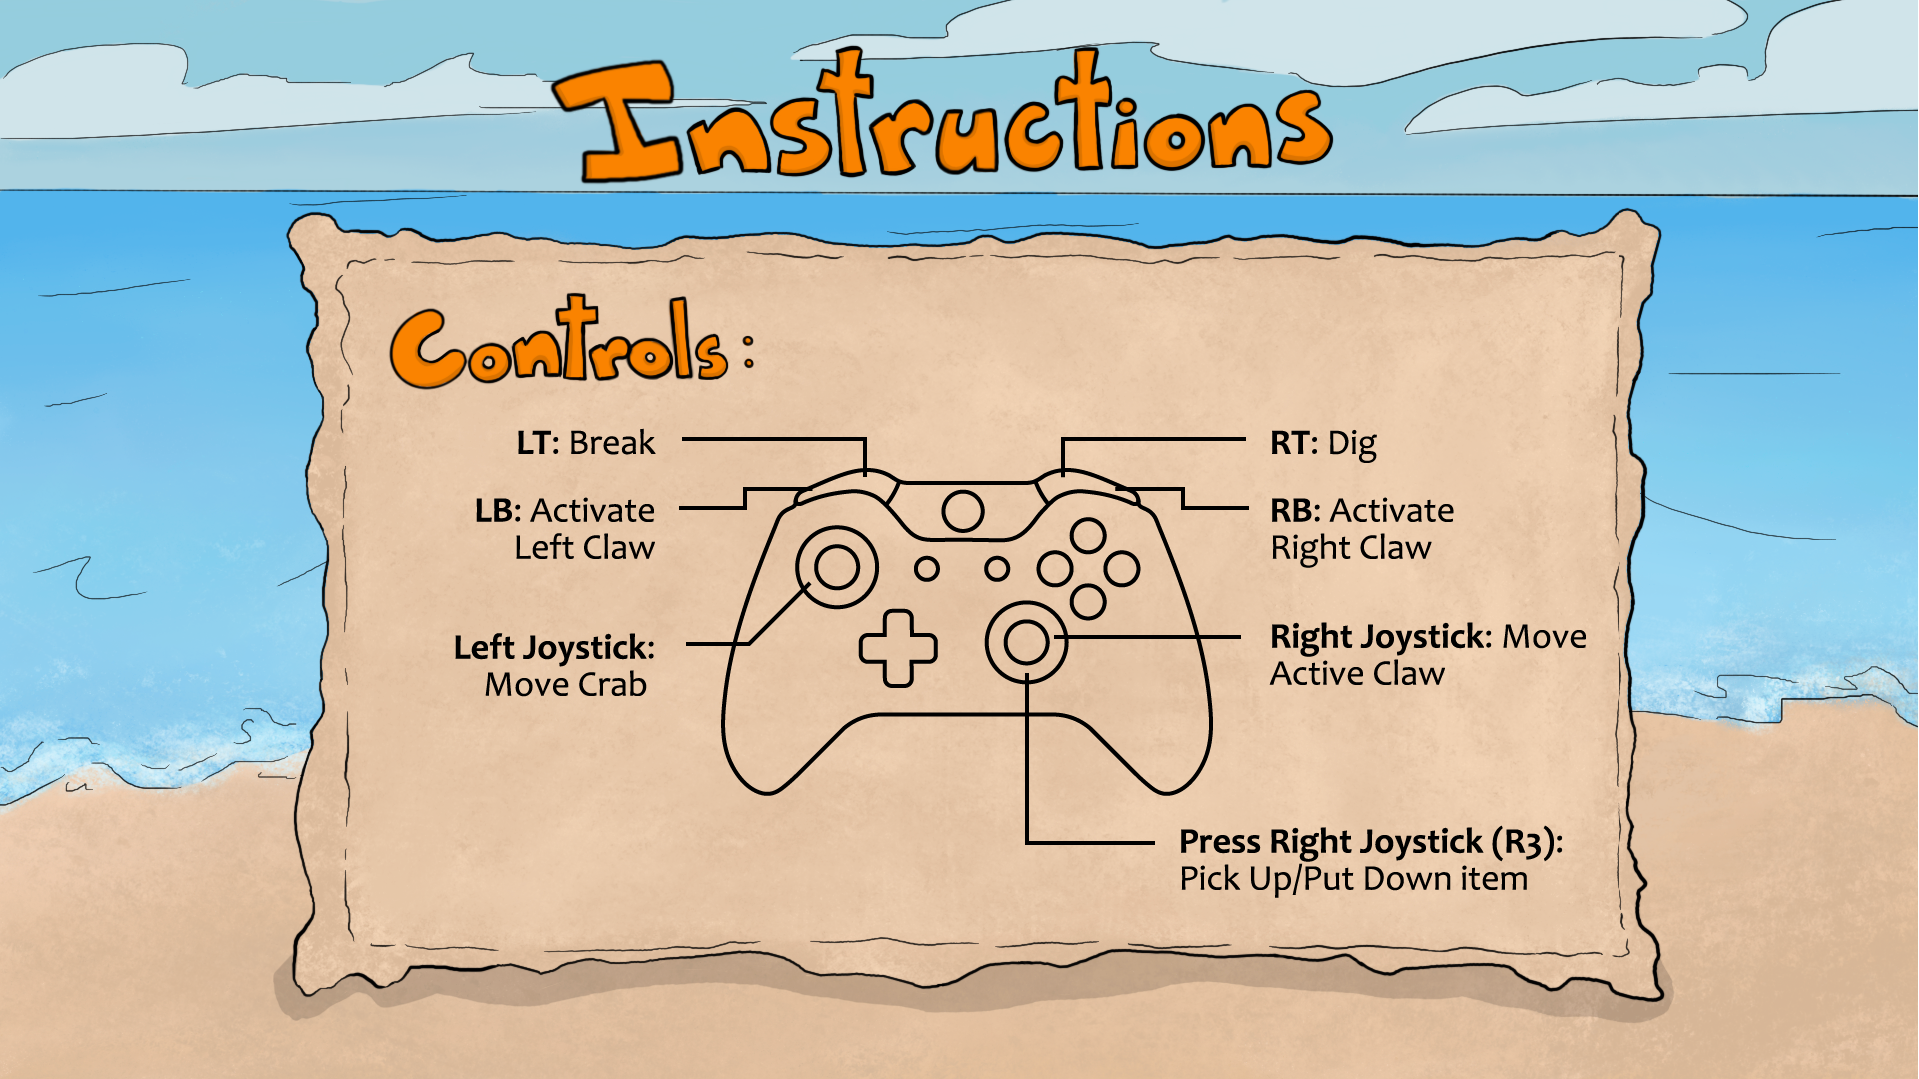 Instructions
Controls:
LT: Break
LB: Activate
Left Claw
Left Joystick:
Move Crab
RT: Dig
RB: Activate
Right Claw
Right Joystick: Move
Active Claw
Press Right Joystick (R3):
Pick Up/Put Down item